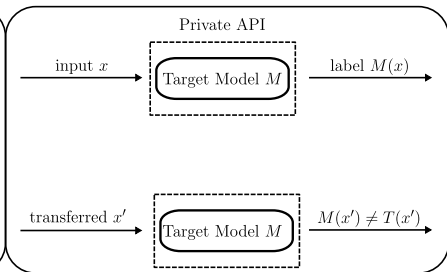 Private API
input x
Target Model M
label M(x)
transferred x′
Target Model M
M(x′) ≠ T(x′)